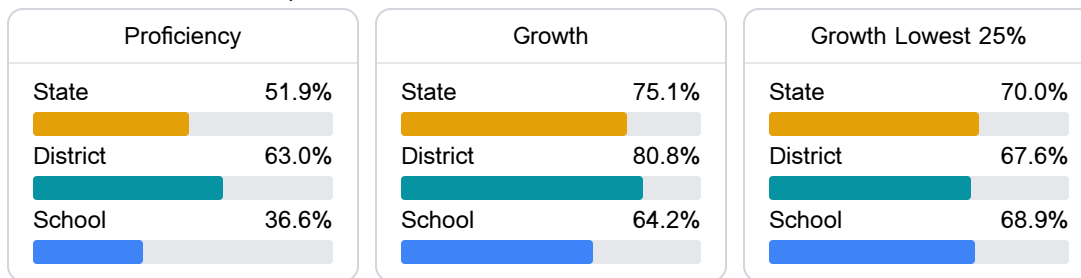 Proficiency
State 51.9%
District 63.0%
School 36.6%
Growth
State 75.1%
District 80.8%
School 64.2%
Growth Lowest 25%
State 70.0%
District 67.6%
School 68.9%